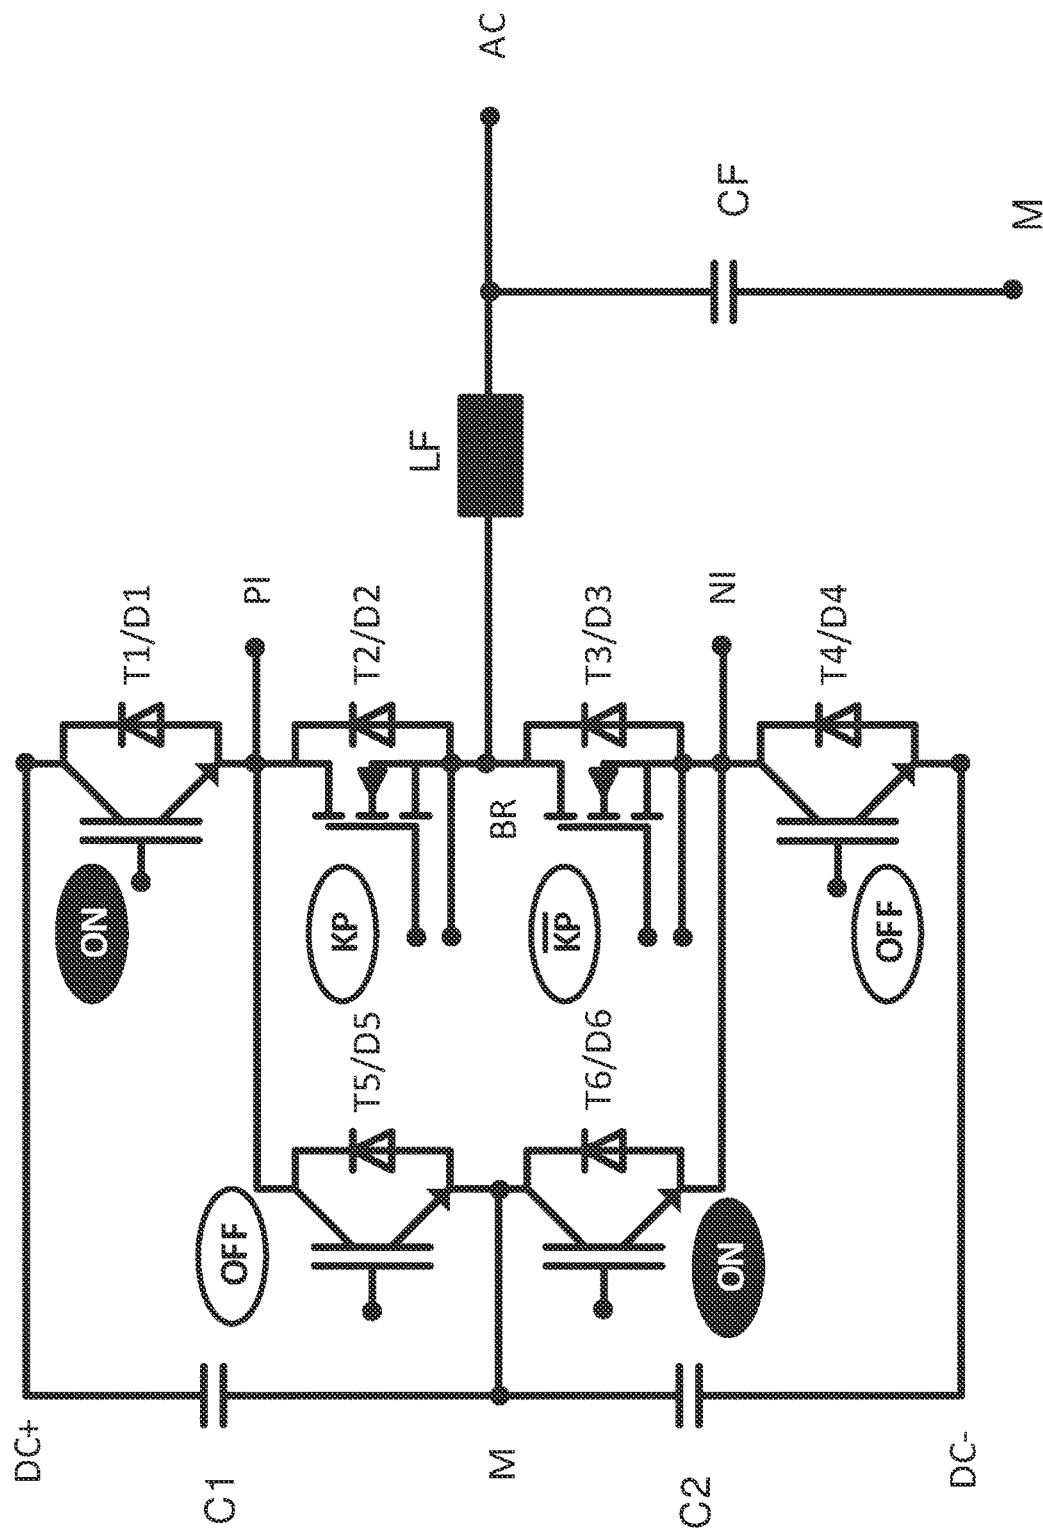 DC+
C1
M
C2
DC-
OFF
T5/D5
ON
T6/D6
ON
T1/D1
PI
KP
T2/D2
BR
K̅P̅
T3/D3
NI
OFF
T4/D4
LF
AC
CF
M